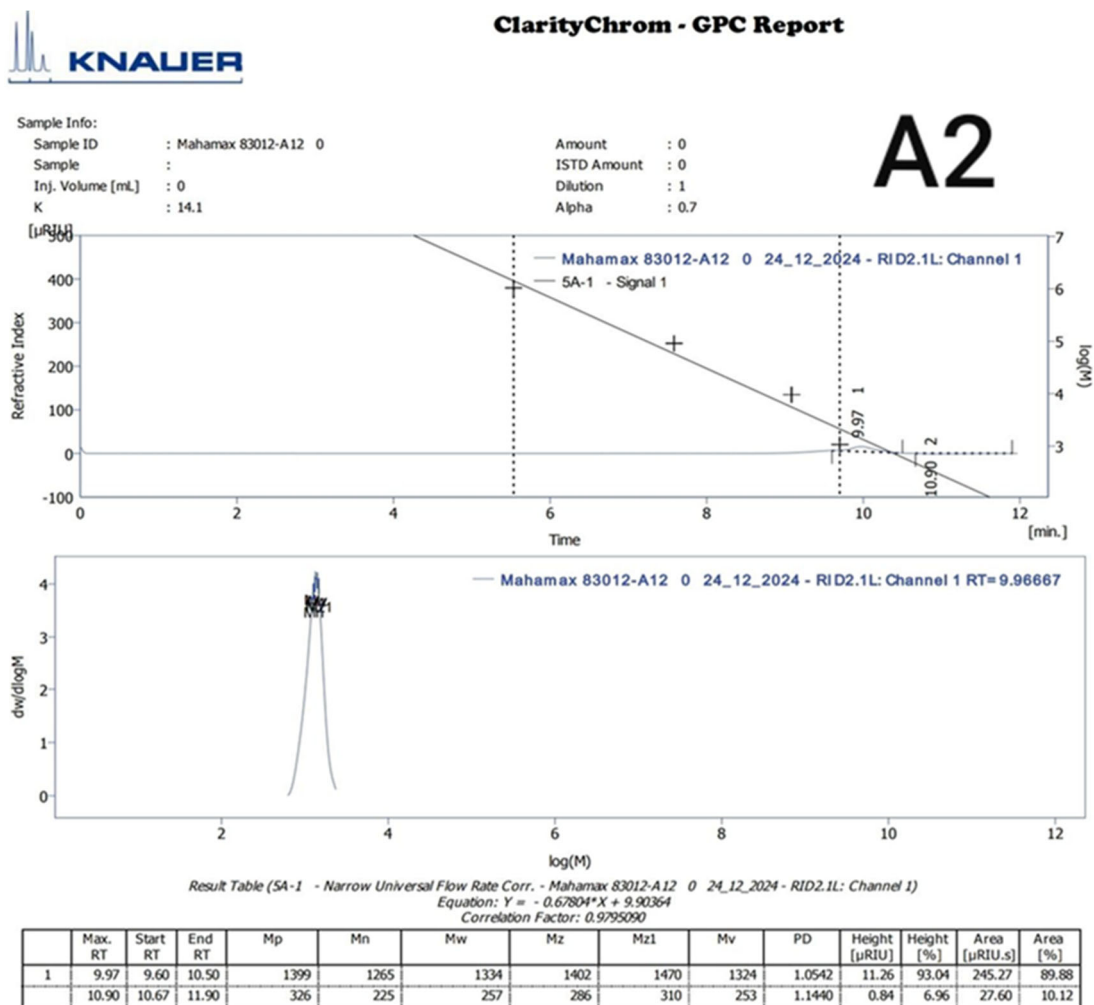 ClarityChrom - GPC Report
KNAUER
A2
Sample Info:
Sample ID : Mahamax 83012-A12 0 Amount : 0
Sample : ISTD Amount : 0
Inj. Volume [mL] : 0 Dilution : 1
K : 14.1 Alpha : 0.7
[µRIU]
500 7
Mahamax 83012-A12 0 24_12_2024 - RID2.1L: Channel 1
5A-1 - Signal 1
400 6
300 5
200
100 4
0 3
-100
Refractive Index
log(M)
9.97 1
10.90 2
0 2 4 6 8 10 12
Time [min.]
Mahamax 83012-A12 0 24_12_2024 - RID2.1L: Channel 1 RT=9.96667
4
3
2
1
0
dw/dlogM
2 4 6 8 10 12
log(M)
Result Table (5A-1 - Narrow Universal Flow Rate Corr. - Mahamax 83012-A12 0 24_12_2024 - RID2.1L: Channel 1)
Equation: Y = - 0.67804*X + 9.90364
Correlation Factor: 0.9795090
Max. RT Start RT End RT Mp Mn Mw Mz Mz1 Mv PD Height [µRIU] Height [%] Area [µRIU.s] Area [%]
1 9.97 9.60 10.50 1399 1265 1334 1402 1470 1324 1.0542 11.26 93.04 245.27 89.88
10.90 10.67 11.90 326 225 257 286 310 253 1.1440 0.84 6.96 27.60 10.12